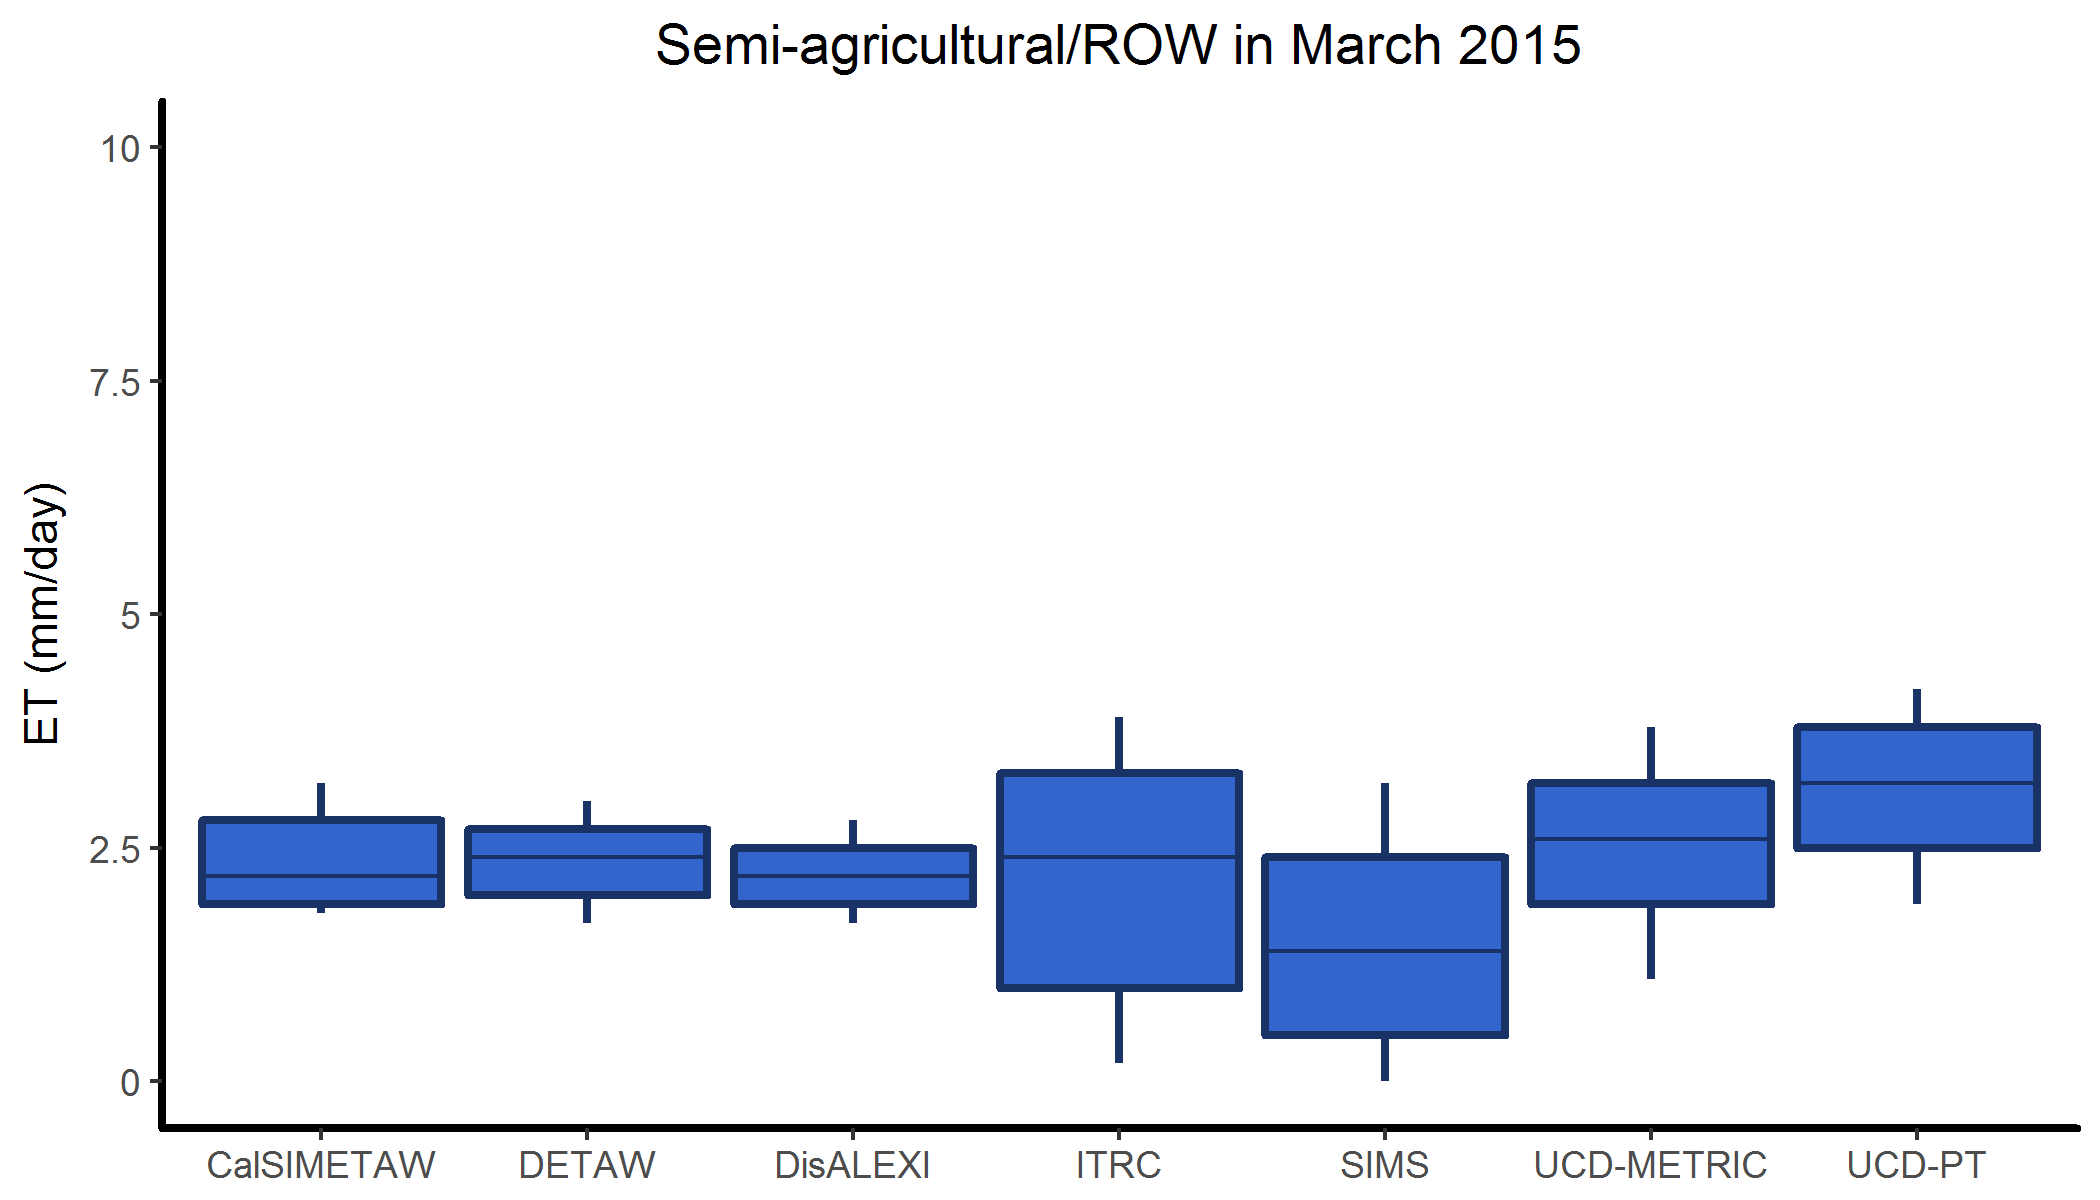 Semi-agricultural/ROW in March 2015
ET (mm/day)
10
7.5
5
2.5
0
CalSIMETAW DETAW DisALEXI ITRC SIMS UCD-METRIC UCD-PT